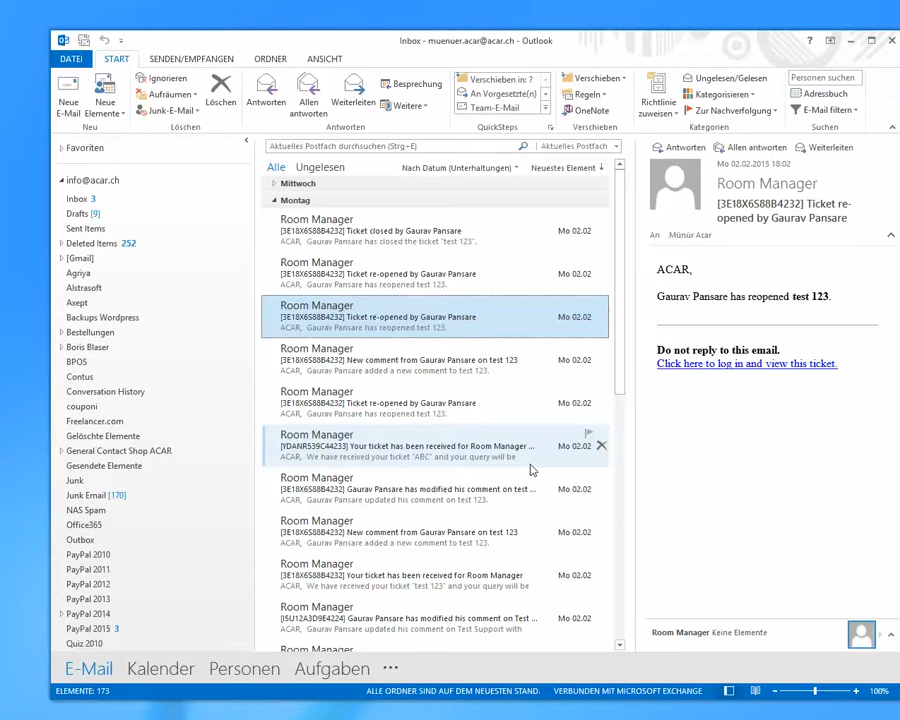 Inbox - muenuer.acar@acar.ch - Outlook
DATEI START SENDEN/EMPFANGEN ORDNER ANSICHT
Neue E-Mail
Neue Elemente
Neu
Ignorieren
Aufräumen
Junk-E-Mail
Löschen
Löschen
Antworten
Allen antworten
Weiterleiten
Besprechung
Weitere
Antworten
Verschieben in: ?
An Vorgesetzte(n)
Team-E-Mail
QuickSteps
Verschieben
Regeln
OneNote
Verschieben
Richtlinie zuweisen
Ungelesen/Gelesen
Kategorisieren
Zur Nachverfolgung
Kategorien
Personen suchen
Adressbuch
E-Mail filtern
Suchen
Favoriten
info@acar.ch
Inbox 3
Drafts [9]
Sent Items
Deleted Items 252
[Gmail]
Agriya
Alstrasoft
Axept
Backups Wordpress
Bestellungen
Boris Blaser
BPOS
Contus
Conversation History
couponi
Freelancer.com
Gelöschte Elemente
General Contact Shop ACAR
Gesendete Elemente
Junk
Junk Email [170]
NAS Spam
Office365
Outbox
PayPal 2010
PayPal 2011
PayPal 2012
PayPal 2013
PayPal 2014
PayPal 2015 3
Quiz 2010
Aktuelles Postfach durchsuchen (Strg+E) Aktuelles Postfach
Alle Ungelesen Nach Datum (Unterhaltungen) Neuestes Element ↓
Mittwoch
Montag
Room Manager
[3E18X6S88B4232] Ticket closed by Gaurav Pansare Mo 02.02
ACAR, Gaurav Pansare has closed the ticket "test 123".
Room Manager
[3E18X6S88B4232] Ticket re-opened by Gaurav Pansare Mo 02.02
ACAR, Gaurav Pansare has reopened test 123.
Room Manager
[3E18X6S88B4232] Ticket re-opened by Gaurav Pansare Mo 02.02
ACAR, Gaurav Pansare has reopened test 123.
Room Manager
[3E18X6S88B4232] New comment from Gaurav Pansare on test 123 Mo 02.02
ACAR, Gaurav Pansare added a new comment to test 123.
Room Manager
[3E18X6S88B4232] Ticket re-opened by Gaurav Pansare Mo 02.02
ACAR, Gaurav Pansare has reopened test 123.
Room Manager
[YDANR539C44233] Your ticket has been received for Room Manager ... Mo 02.02
ACAR, We have received your ticket "ABC" and your query will be
Room Manager
[3E18X6S88B4232] Gaurav Pansare has modified his comment on test ... Mo 02.02
ACAR, Gaurav Pansare updated his comment on test 123.
Room Manager
[3E18X6S88B4232] New comment from Gaurav Pansare on test 123 Mo 02.02
ACAR, Gaurav Pansare added a new comment to test 123.
Room Manager
[3E18X6S88B4232] Your ticket has been received for Room Manager Mo 02.02
ACAR, We have received your ticket "test 123" and your query will be
Room Manager
[I5U12A3D9E4224] Gaurav Pansare has modified his comment on Test ... Mo 02.02
ACAR, Gaurav Pansare updated his comment on Test Support with
Room Manager
Antworten Allen antworten Weiterleiten
Mo 02.02.2015 18:02
Room Manager
[3E18X6S88B4232] Ticket re-
opened by Gaurav Pansare
An Münür Acar
ACAR,
Gaurav Pansare has reopened test 123.
Do not reply to this email.
Click here to log in and view this ticket.
Room Manager Keine Elemente
E-Mail Kalender Personen Aufgaben •••
ELEMENTE: 173 ALLE ORDNER SIND AUF DEM NEUESTEN STAND. VERBUNDEN MIT MICROSOFT EXCHANGE 100%